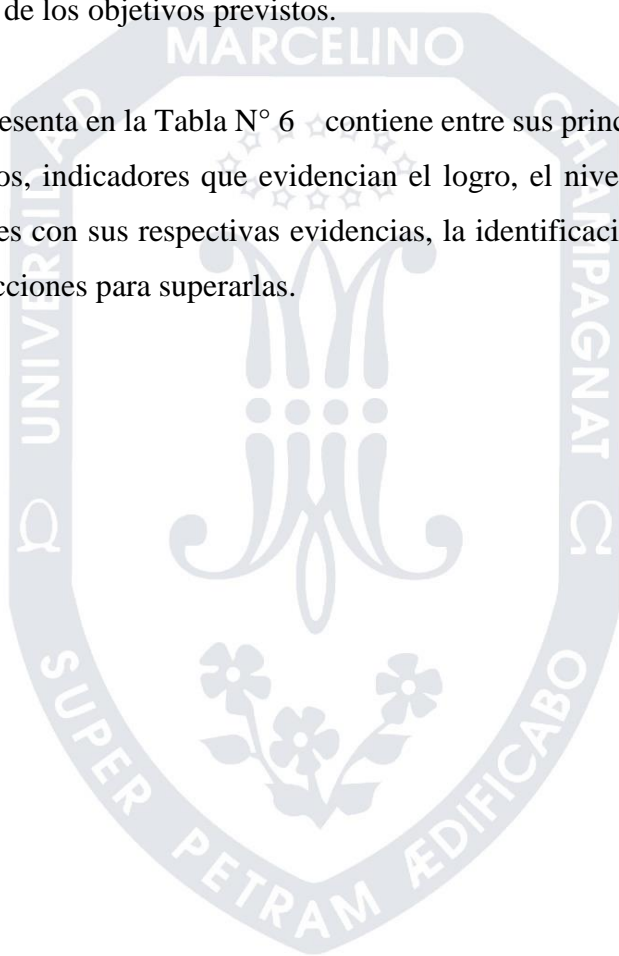 de los objetivos previstos.
MARCELINO
esenta en la Tabla N° 6 contiene entre sus princ
os, indicadores que evidencian el logro, el nive
es con sus respectivas evidencias, la identificaci
cciones para superarlas.
UNIVERSIDAD
CHAMPAGNAT
Ω
Ω
SUPER PETRAM ÆDIFICABO